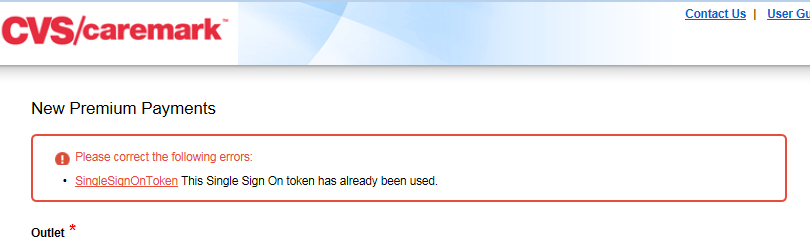 CVS/caremark™
Contact Us | User Gu
New Premium Payments
Please correct the following errors:
• SingleSignOnToken This Single Sign On token has already been used.
Outlet *